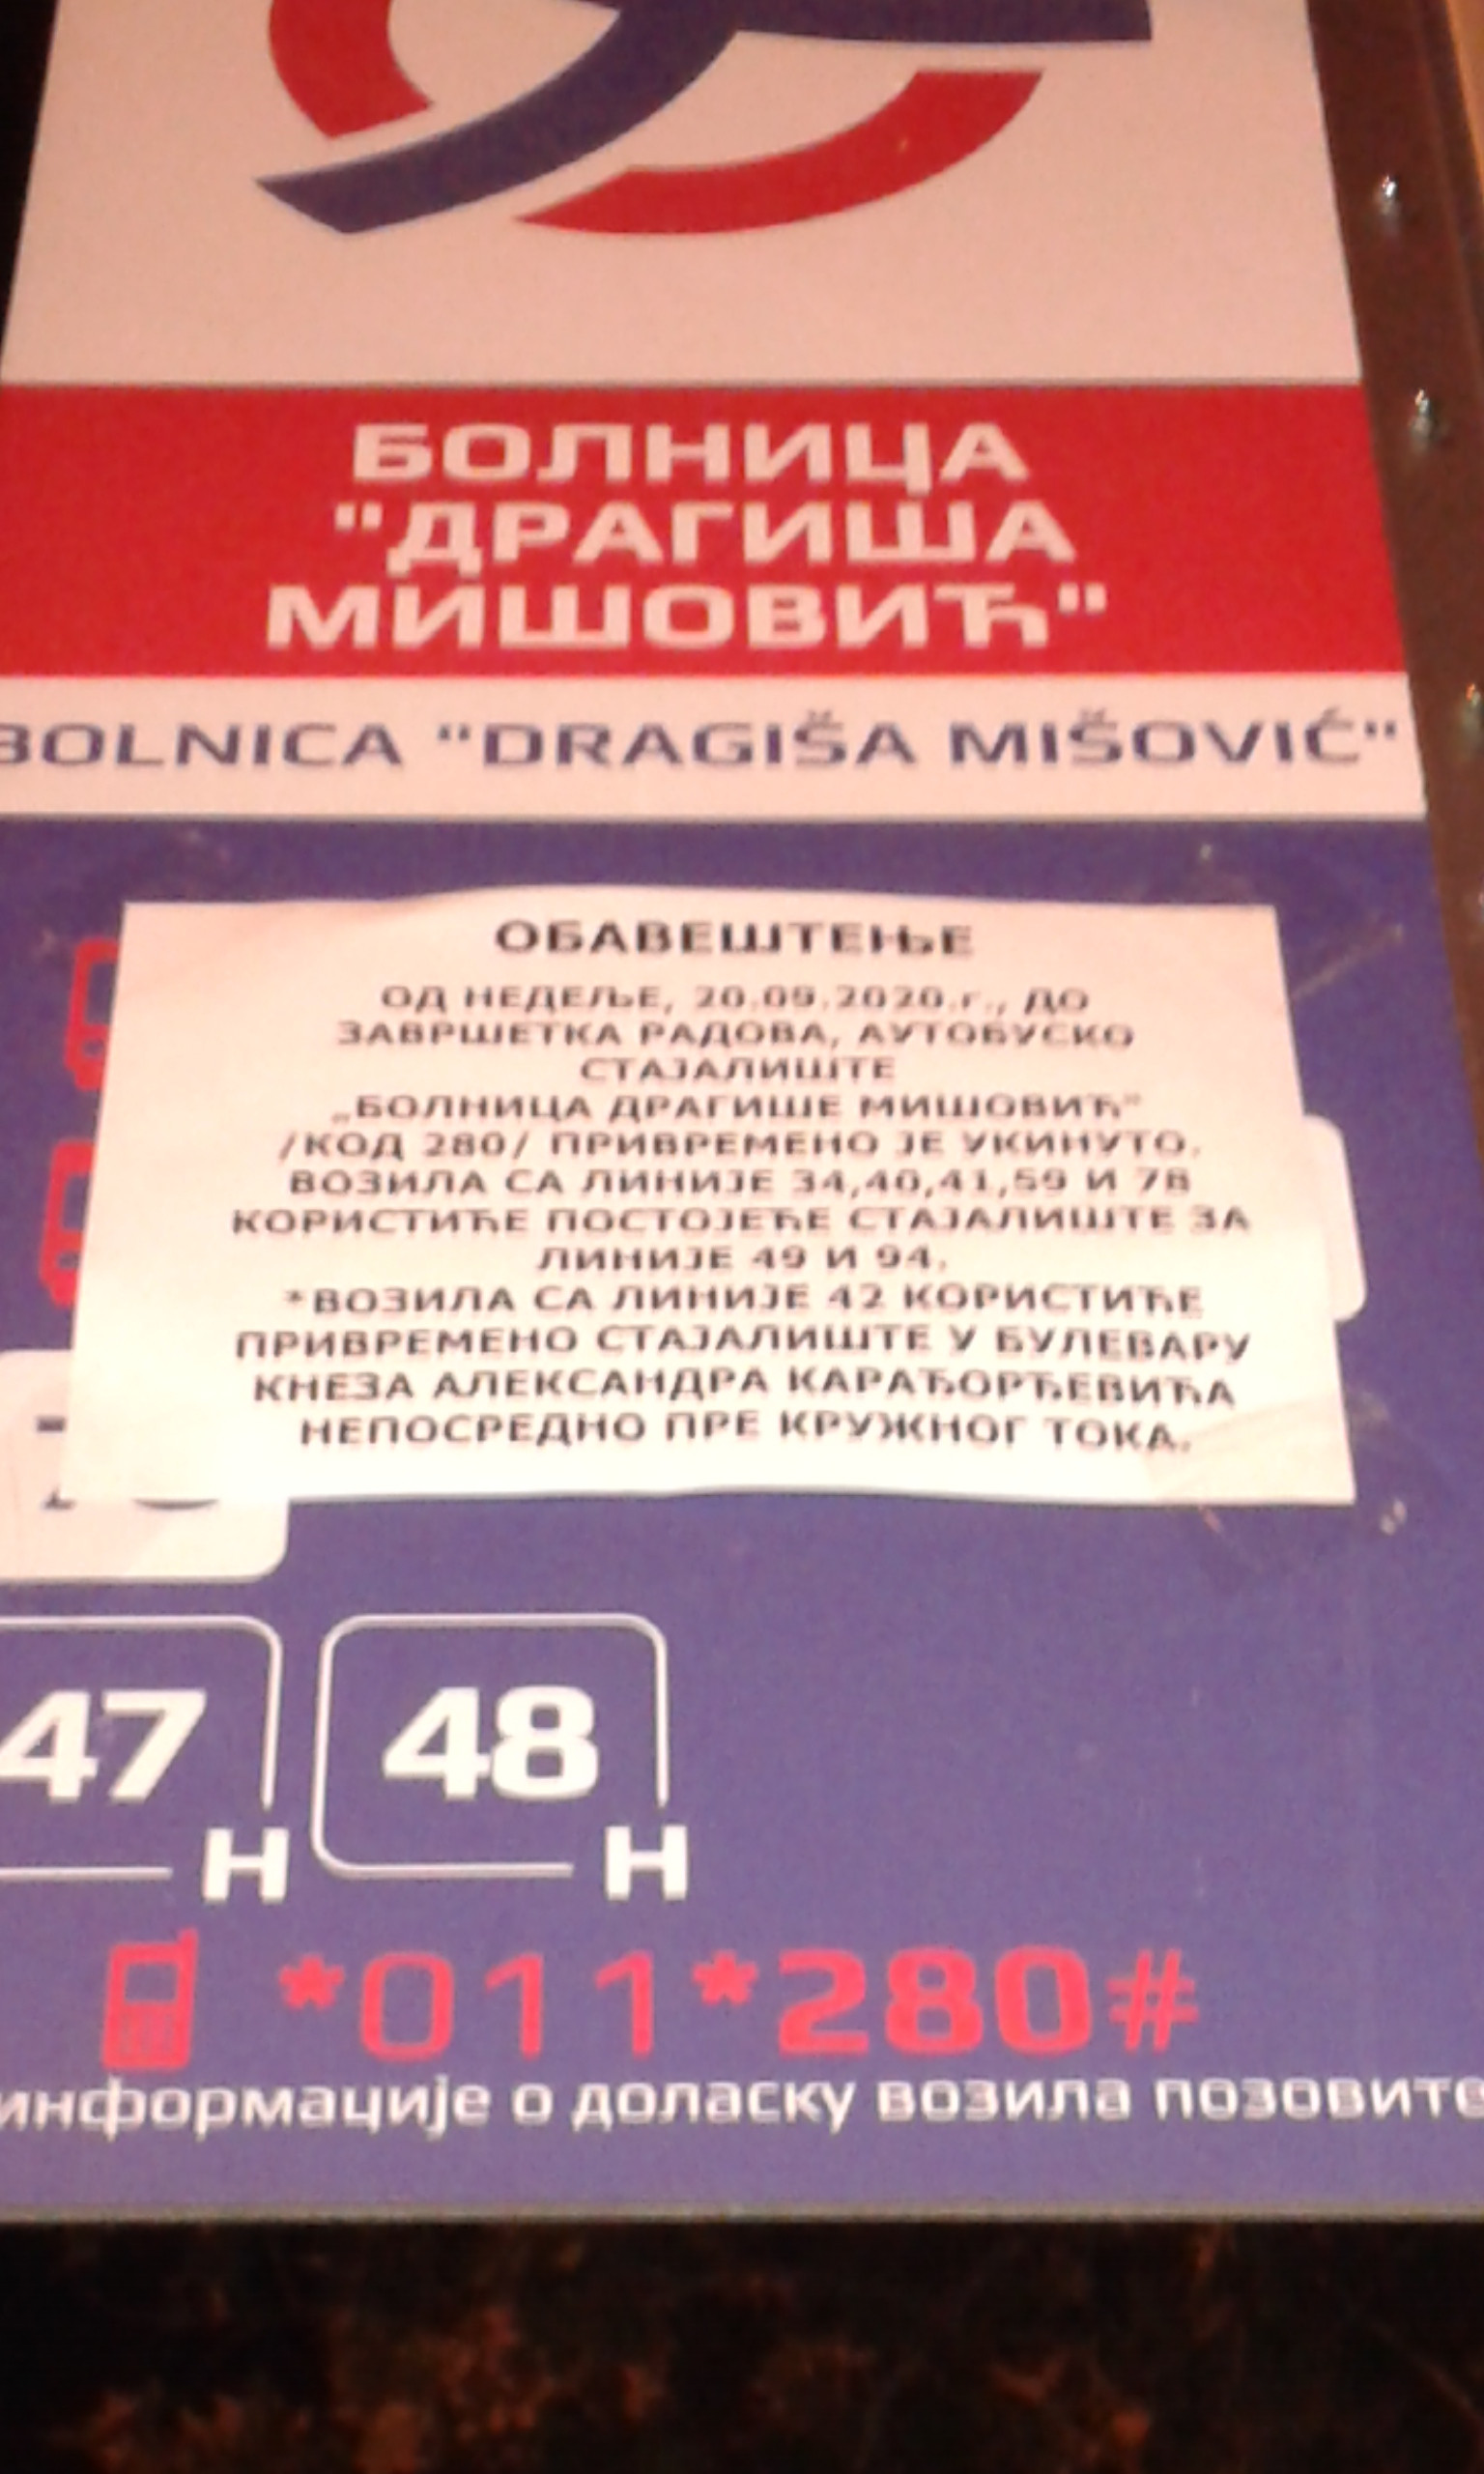 БОЛНИЦА
"ДРАГИША
МИШОВИЋ"
BOLNICA "DRAGIŠA MIŠOVIĆ"
ОБАВЕШТЕЊЕ
ОД НЕДЕЉЕ, 20.09.2020.г., ДО
ЗАВРШЕТКА РАДОВА, АУТОБУСКО
СТАЈАЛИШТЕ
„БОЛНИЦА ДРАГИШЕ МИШОВИЋ"
/КОД 280/ ПРИВРЕМЕНО ЈЕ УКИНУТО.
ВОЗИЛА СА ЛИНИЈЕ 34,40,41,59 И 78
КОРИСТИЋЕ ПОСТОЈЕЋЕ СТАЈАЛИШТЕ ЗА
ЛИНИЈЕ 49 И 94.
*ВОЗИЛА СА ЛИНИЈЕ 42 КОРИСТИЋЕ
ПРИВРЕМЕНО СТАЈАЛИШТЕ У БУЛЕВАРУ
КНЕЗА АЛЕКСАНДРА КАРАЂОРЂЕВИЋА
НЕПОСРЕДНО ПРЕ КРУЖНОГ ТОКА.
47 Н 48 Н
*011*280#
информације о доласку возила позовите